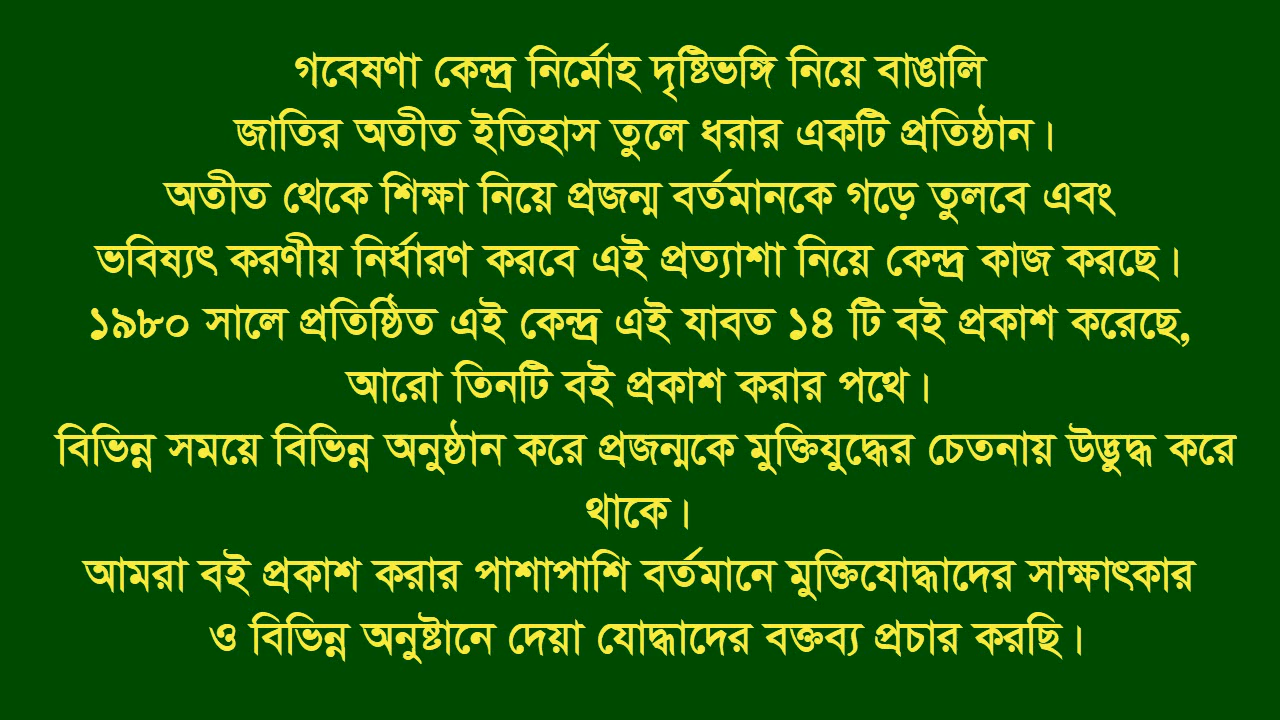 গবেষণা কেন্দ্র নির্মোহ দৃষ্টিভঙ্গি নিয়ে বাঙালি
জাতির অতীত ইতিহাস তুলে ধরার একটি প্রতিষ্ঠান।
অতীত থেকে শিক্ষা নিয়ে প্রজন্ম বর্তমানকে গড়ে তুলবে এবং
ভবিষ্যৎ করণীয় নির্ধারণ করবে এই প্রত্যাশা নিয়ে কেন্দ্র কাজ করছে।
১৯৮০ সালে প্রতিষ্ঠিত এই কেন্দ্র এই যাবত ১৪ টি বই প্রকাশ করেছে,
আরো তিনটি বই প্রকাশ করার পথে।
বিভিন্ন সময়ে বিভিন্ন অনুষ্ঠান করে প্রজন্মকে মুক্তিযুদ্ধের চেতনায় উদ্ভুদ্ধ করে
থাকে।
আমরা বই প্রকাশ করার পাশাপাশি বর্তমানে মুক্তিযোদ্ধাদের সাক্ষাৎকার
ও বিভিন্ন অনুষ্টানে দেয়া যোদ্ধাদের বক্তব্য প্রচার করছি।